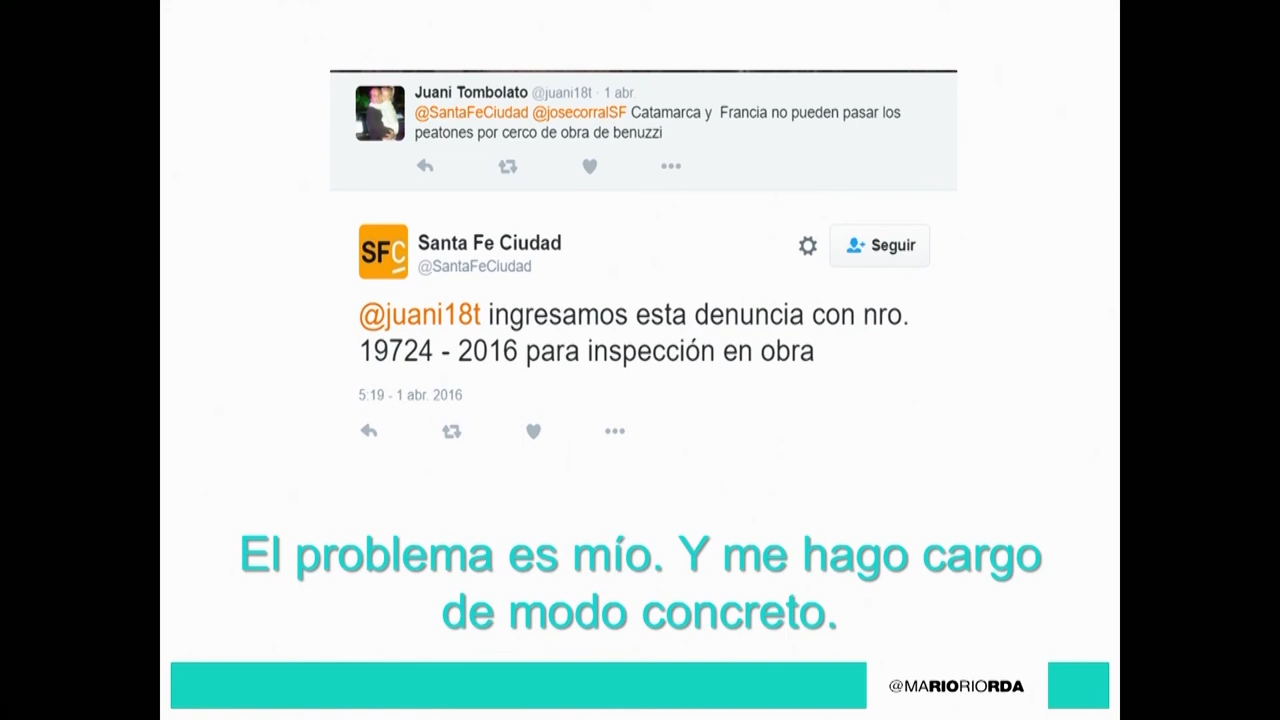 Juani Tombolato @juani18t · 1 abr
@SantaFeCiudad @josecorralSF Catamarca y Francia no pueden pasar los
peatones por cerco de obra de benuzzi
SFC
Santa Fe Ciudad
@SantaFeCiudad
Seguir
@juani18t ingresamos esta denuncia con nro.
19724 - 2016 para inspección en obra
5:19 - 1 abr. 2016
El problema es mío. Y me hago cargo
de modo concreto.
@MARIORIORDA